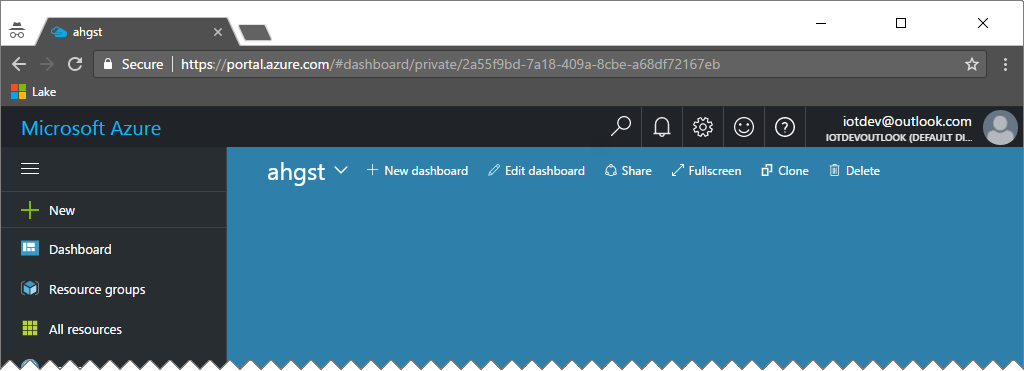 ahgst
Secure https://portal.azure.com/#dashboard/private/2a55f9bd-7a18-409a-8cbe-a68df72167eb
Lake
Microsoft Azure
iotdev@outlook.com
IOTDEVOUTLOOK (DEFAULT DI...
ahgst New dashboard Edit dashboard Share Fullscreen Clone Delete
New
Dashboard
Resource groups
All resources